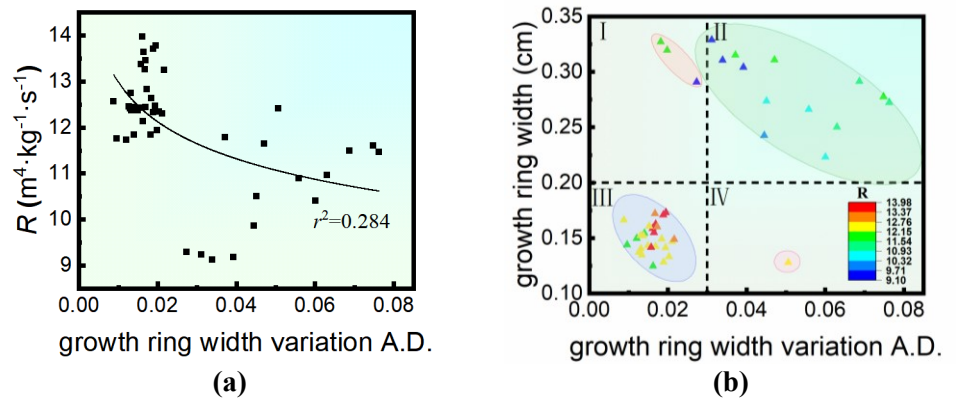 14
13
12
11
10
9
R (m⁴·kg⁻¹·s⁻¹)
r²=0.284
0.00 0.02 0.04 0.06 0.08
growth ring width variation A.D.
(a)
0.35
0.30
0.25
0.20
0.15
0.10
growth ring width (cm)
I II
III IV
R
13.98
13.37
12.76
12.15
11.54
10.93
10.32
9.71
9.10
0.00 0.02 0.04 0.06 0.08
growth ring width variation A.D.
(b)